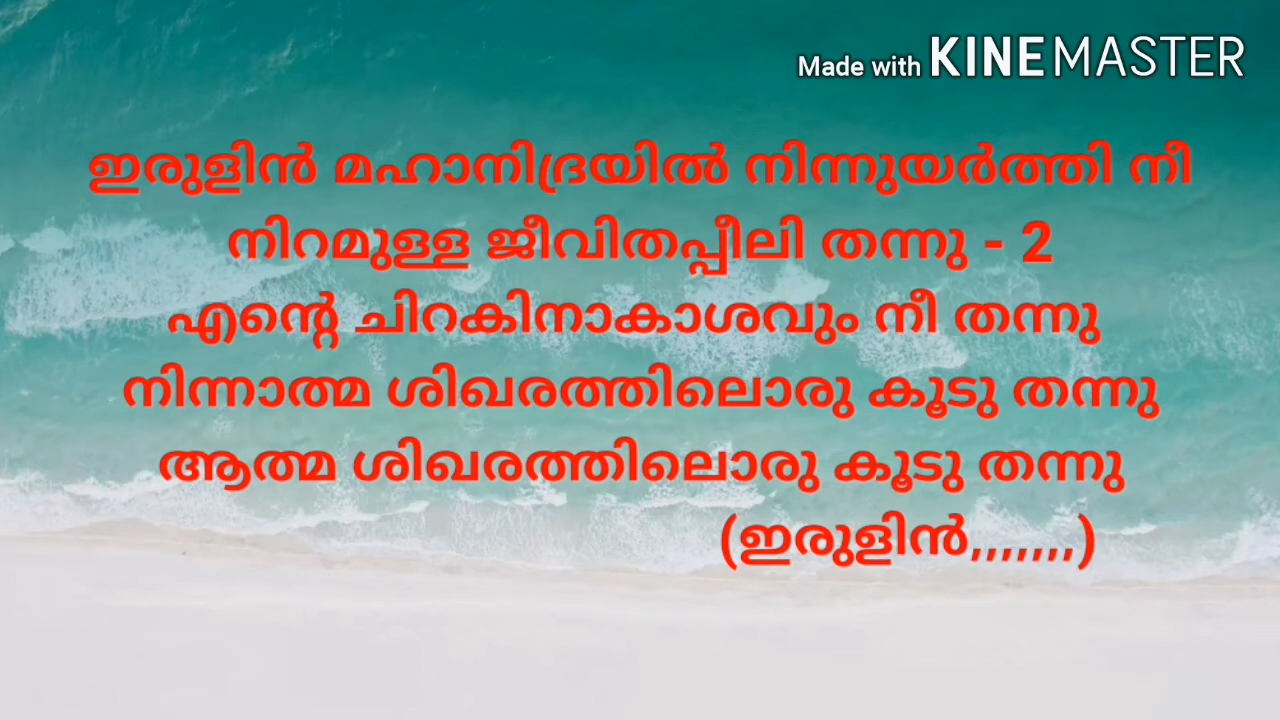 Made with KINEMASTER
ഇരുളിൻ മഹാനിദ്രയിൽ നിന്നുയർത്തി നീ
നിറമുള്ള ജീവിതപ്പീലി തന്നു - 2
എന്റെ ചിറകിനാകാശവും നീ തന്നു
നിന്നാത്മ ശിഖരത്തിലൊരു കൂടു തന്നു
ആത്മ ശിഖരത്തിലൊരു കൂടു തന്നു
(ഇരുളിൻ,,,,,,,)